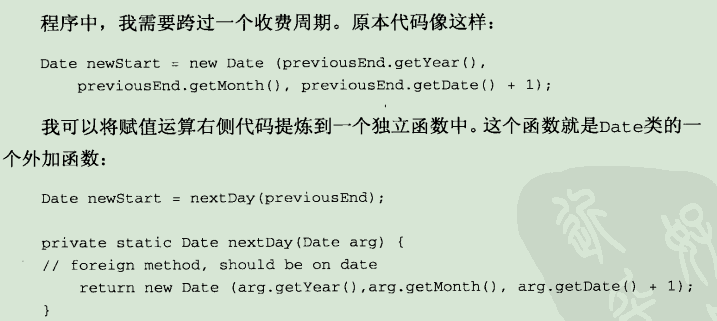 程序中，我需要跨过一个收费周期。原本代码像这样：
Date newStart = new Date (previousEnd.getYear(),
previousEnd.getMonth(), previousEnd.getDate() + 1);
我可以将赋值运算右侧代码提炼到一个独立函数中。这个函数就是Date类的一
个外加函数：
Date newStart = nextDay(previousEnd);
private static Date nextDay(Date arg) {
// foreign method, should be on date
return new Date (arg.getYear(),arg.getMonth(), arg.getDate() + 1);
}